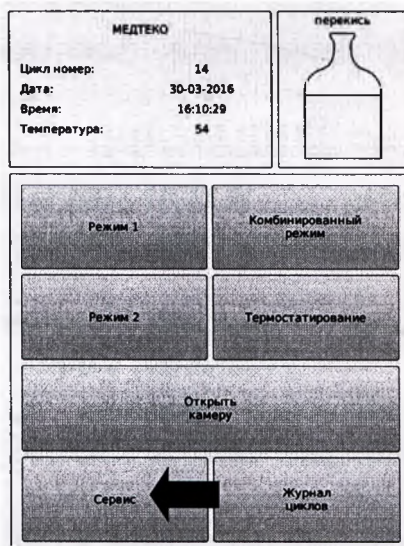 МЕДТЕКО
Цикл номер: 14
Дата: 30-03-2016
Время: 16:10:29
Температура: 54
перекись
Режим 1
Комбинированный
режим
Режим 2
Термостатирование
Открыть
камеру
Сервис
Журнал
циклов